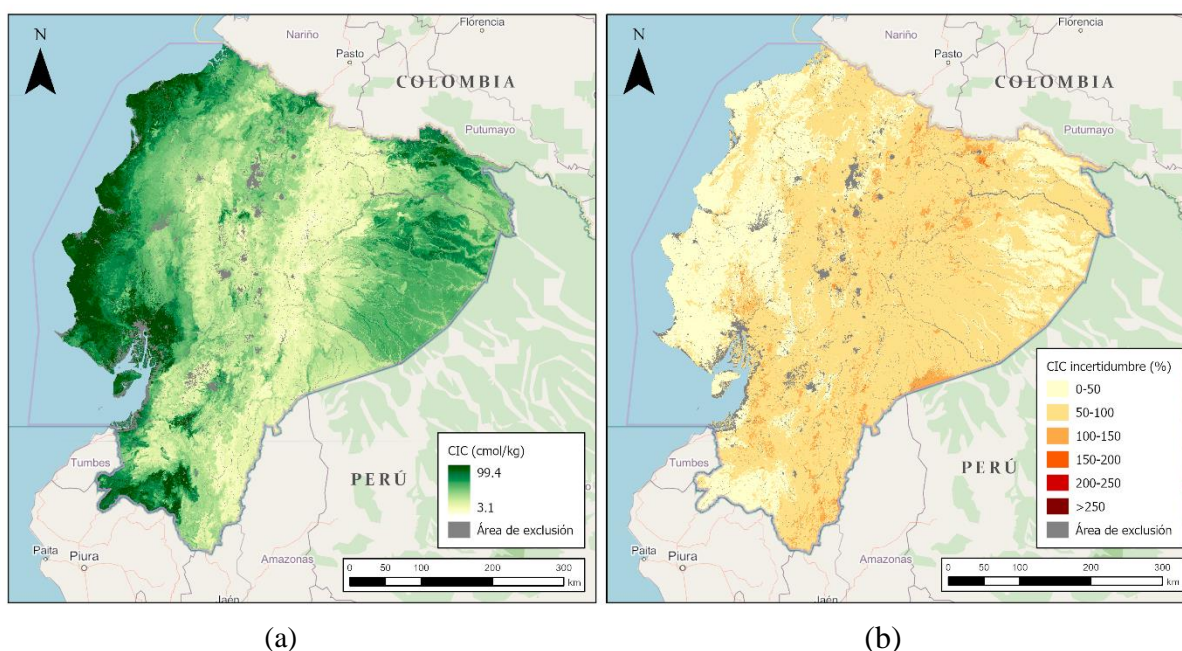 N
Nariño
Florencia
Pasto
COLOMBIA
Putumayo
CIC (cmol/kg)
99.4
3.1
Área de exclusión
Tumbes
PERÚ
Paita
Piura
Amazonas
Jaén
0 50 100 200 300
km
(a)
N
Nariño
Florencia
Pasto
COLOMBIA
Putumayo
CIC incertidumbre (%)
0-50
50-100
100-150
150-200
200-250
>250
Área de exclusión
Tumbes
PERÚ
Paita
Piura
Amazonas
Jaén
0 50 100 200 300
km
(b)